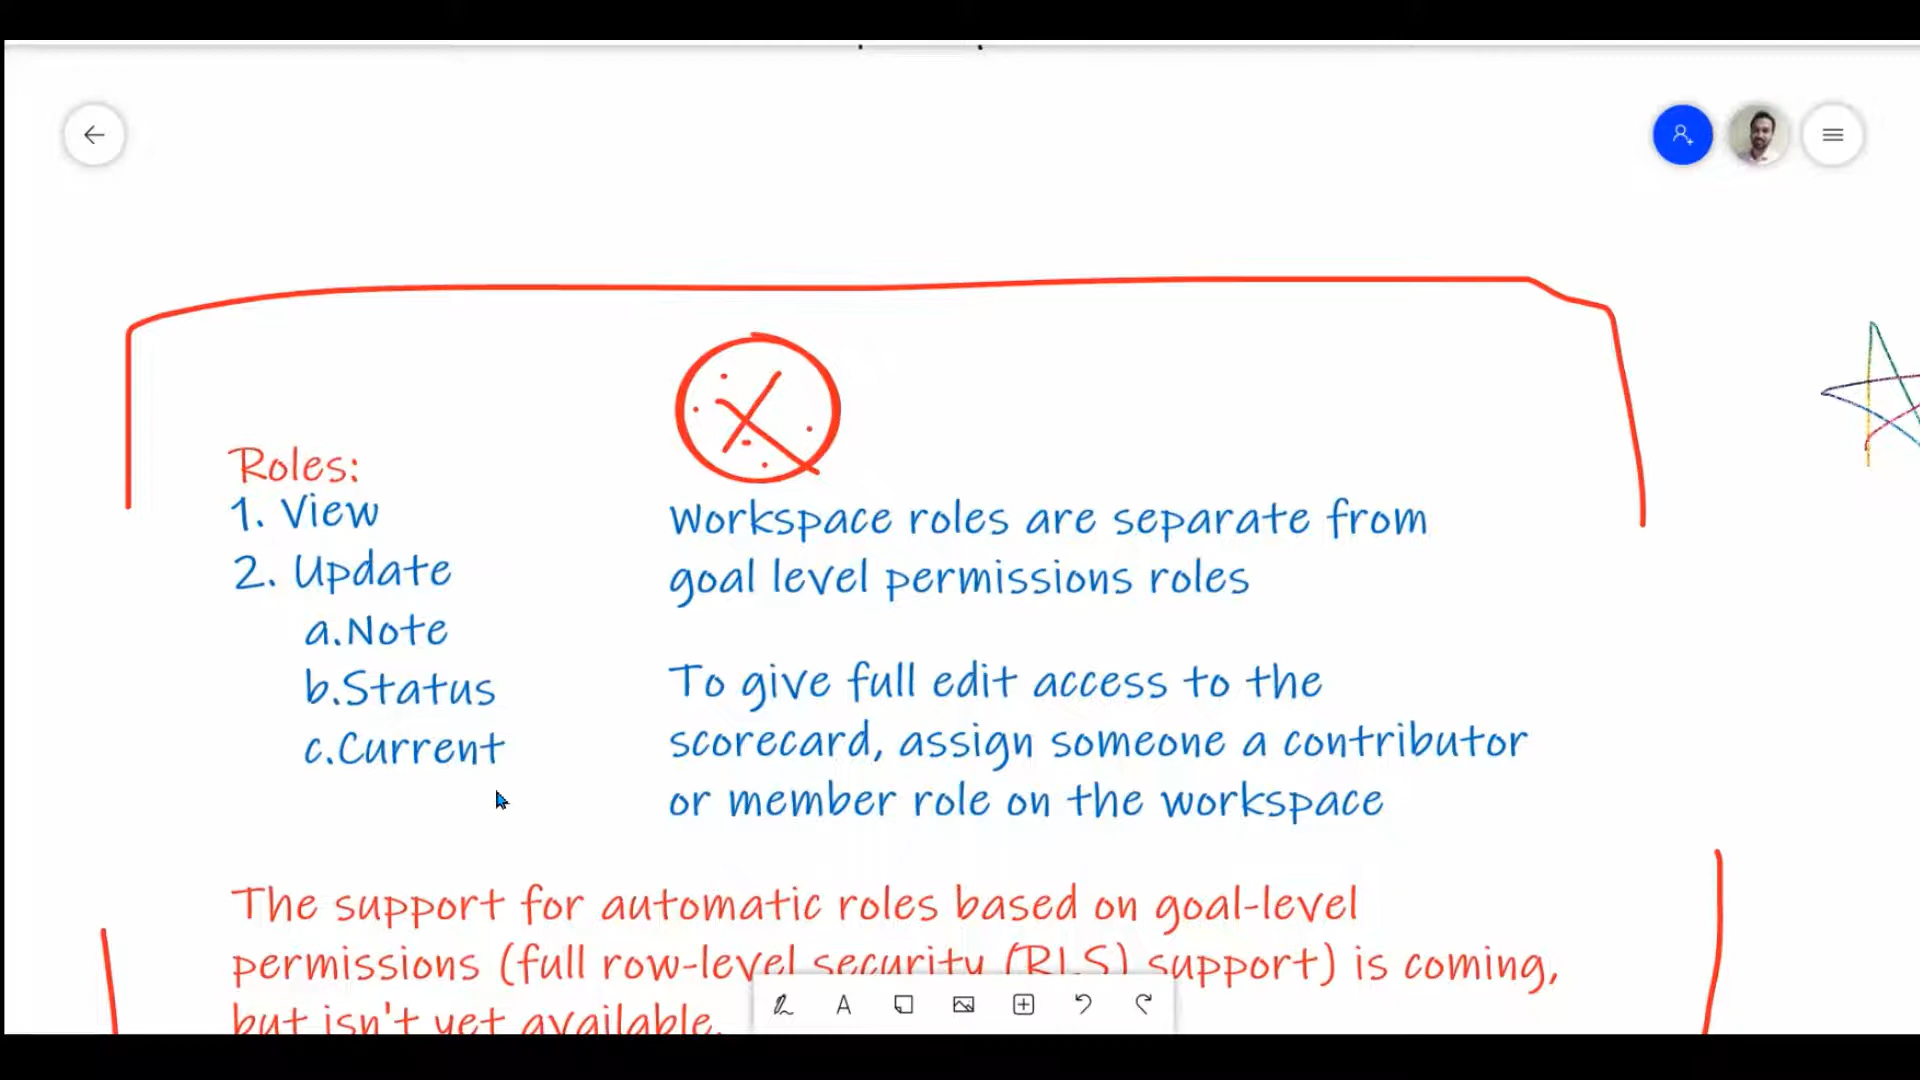 Roles:
1. View
2. Update
a.Note
b.Status
c.Current
Workspace roles are separate from
goal level permissions roles
To give full edit access to the
scorecard, assign someone a contributor
or member role on the workspace
The support for automatic roles based on goal-level
permissions (full row-level security (RLS) support) is coming,
but isn't yet available.